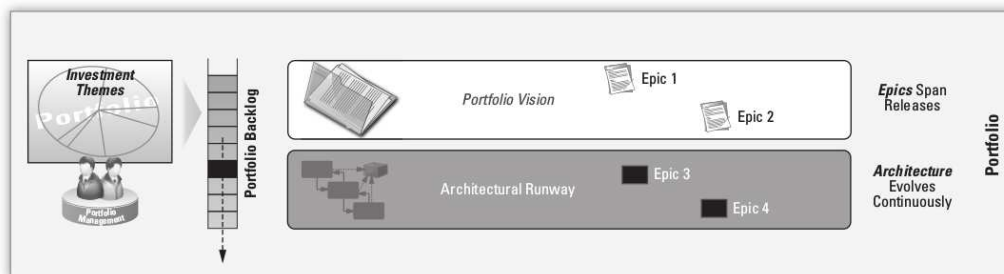 Investment
Themes
Portfolio
Portfolio
Management
Portfolio Backlog
Portfolio Vision
Epic 1
Epic 2
Epics Span
Releases
Architectural Runway
Epic 3
Epic 4
Architecture
Evolves
Continuously
Portfolio